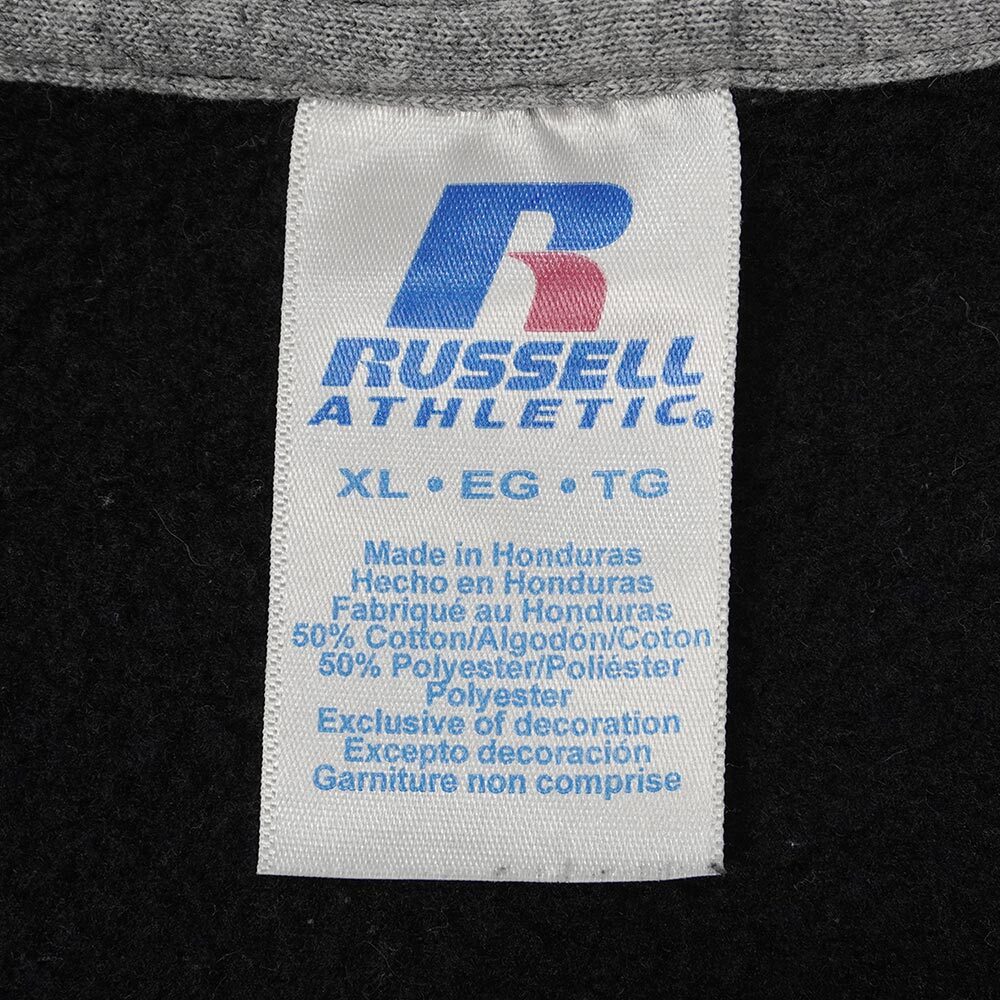 R
RUSSELL
ATHLETIC®
XL • EG • TG
Made in Honduras
Hecho en Honduras
Fabriqué au Honduras
50% Cotton/Algodón/Coton
50% Polyester/Poliéster
Polyester
Exclusive of decoration
Excepto decoración
Garniture non comprise